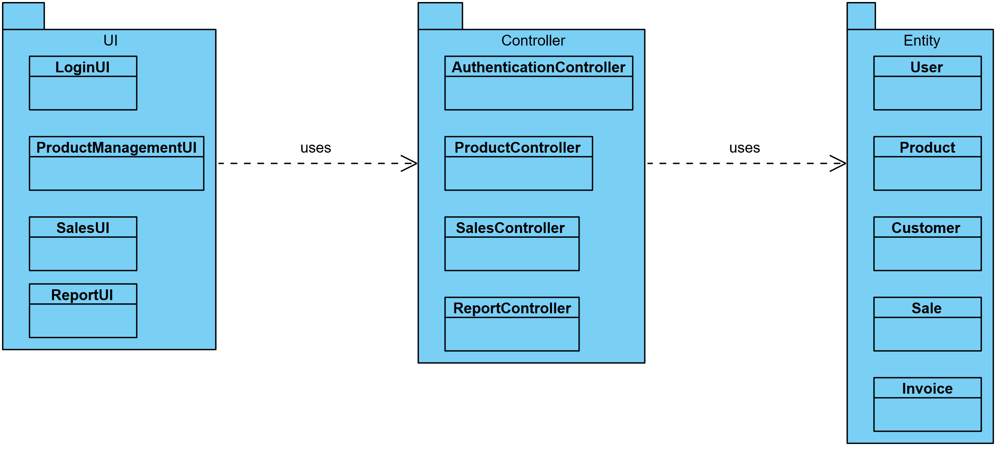 UI
LoginUI
ProductManagementUI
SalesUI
ReportUI
uses
Controller
AuthenticationController
ProductController
SalesController
ReportController
uses
Entity
User
Product
Customer
Sale
Invoice